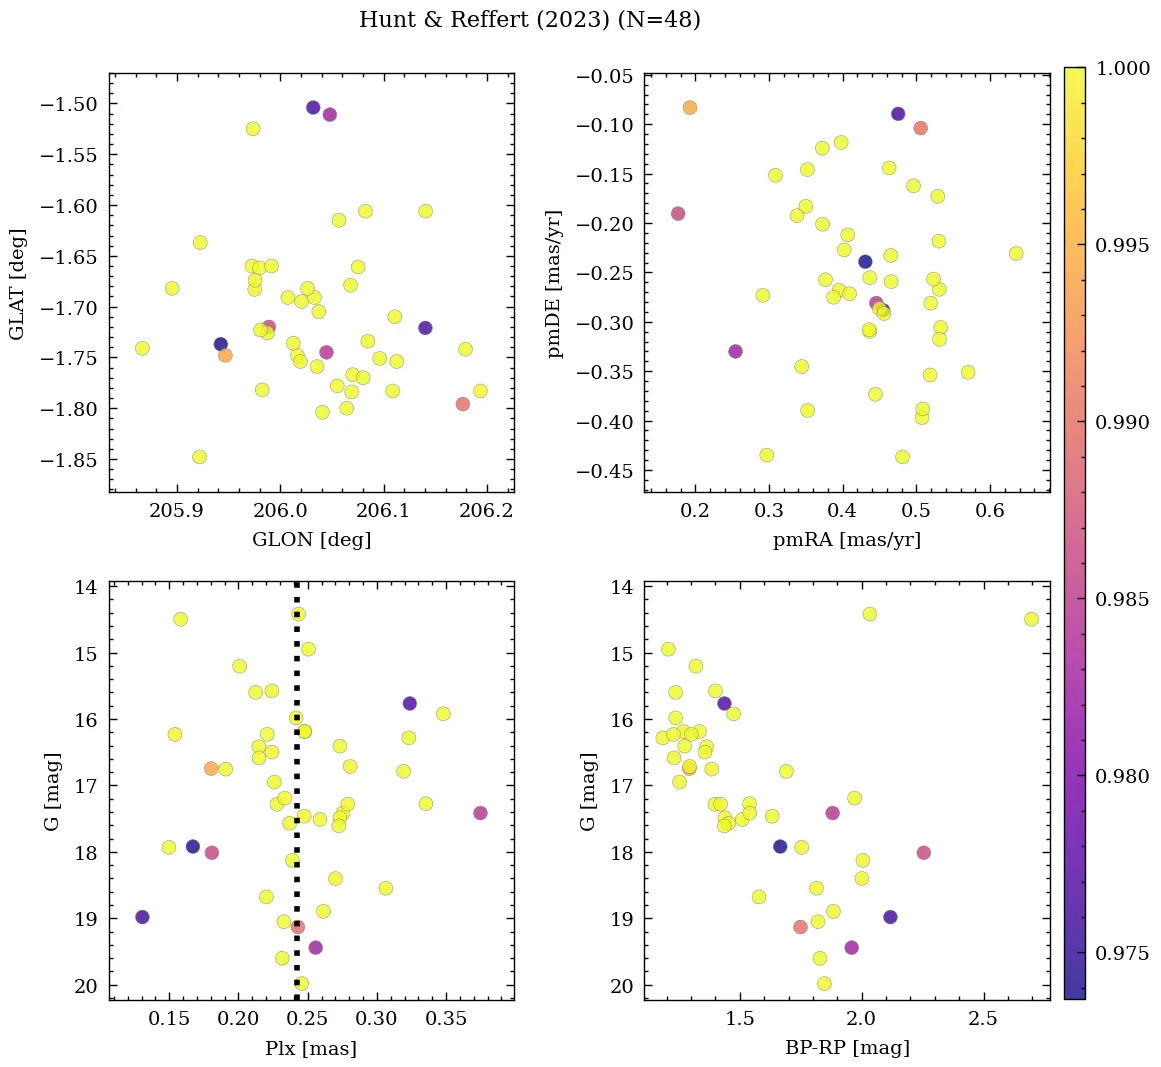 Hunt & Reffert (2023) (N=48)
−1.50
−1.55
−1.60
−1.65
−1.70
−1.75
−1.80
−1.85
GLAT [deg]
205.9 206.0 206.1 206.2
GLON [deg]
−0.05
−0.10
−0.15
−0.20
−0.25
−0.30
−0.35
−0.40
−0.45
pmDE [mas/yr]
0.2 0.3 0.4 0.5 0.6
pmRA [mas/yr]
14
15
16
17
18
19
20
G [mag]
0.15 0.20 0.25 0.30 0.35
Plx [mas]
14
15
16
17
18
19
20
G [mag]
1.5 2.0 2.5
BP-RP [mag]
1.000
0.995
0.990
0.985
0.980
0.975